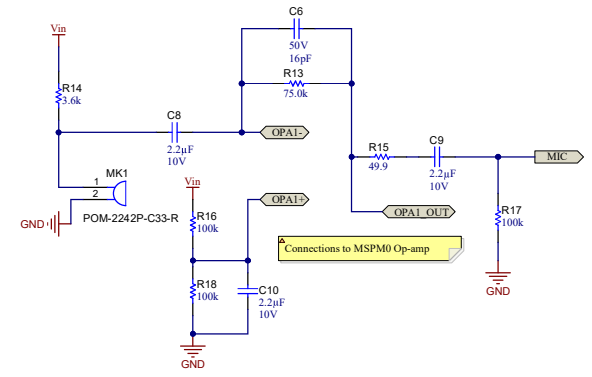 C6
50V
16pF
Vin
R14
3.6k
R13
75.0k
C8
2.2µF
10V
OPA1-
R15
49.9
C9
2.2µF
10V
MIC
MK1
1
2
POM-2242P-C33-R
GND
Vin
OPA1+
R16
100k
OPA1_OUT
R17
100k
Connections to MSPM0 Op-amp
R18
100k
C10
2.2µF
10V
GND
GND